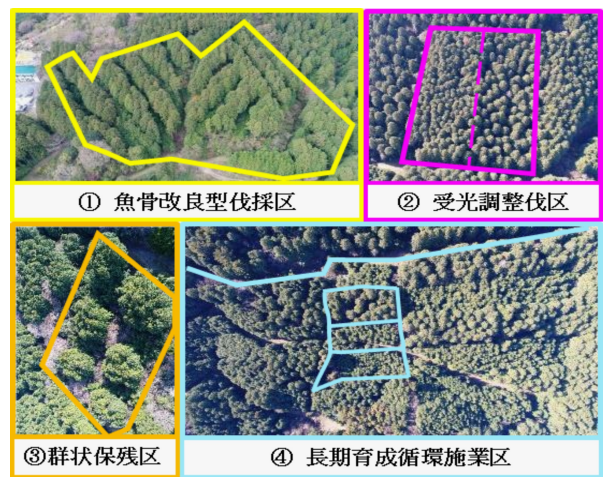 ① 魚骨改良型伐採区
② 受光調整伐区
③群状保残区
④ 長期育成循環施業区